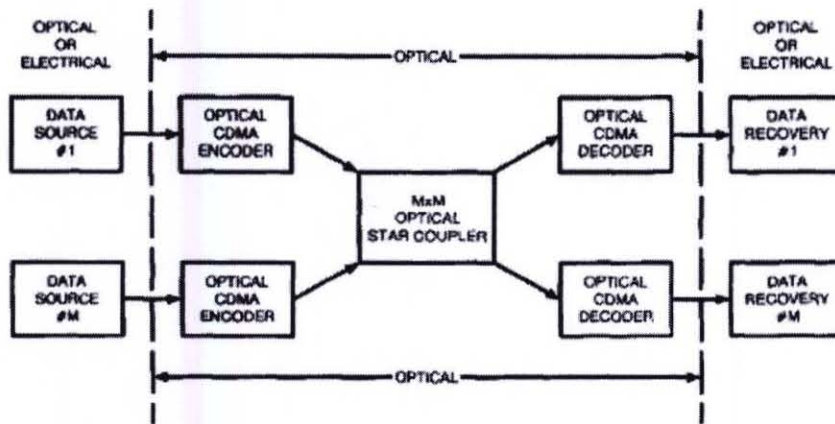 OPTICAL
OR
ELECTRICAL
OPTICAL
OPTICAL
OR
ELECTRICAL
DATA
SOURCE
#1
OPTICAL
CDMA
ENCODER
OPTICAL
CDMA
DECODER
DATA
RECOVERY
#1
MxM
OPTICAL
STAR COUPLER
DATA
SOURCE
#M
OPTICAL
CDMA
ENCODER
OPTICAL
CDMA
DECODER
DATA
RECOVERY
#M
OPTICAL